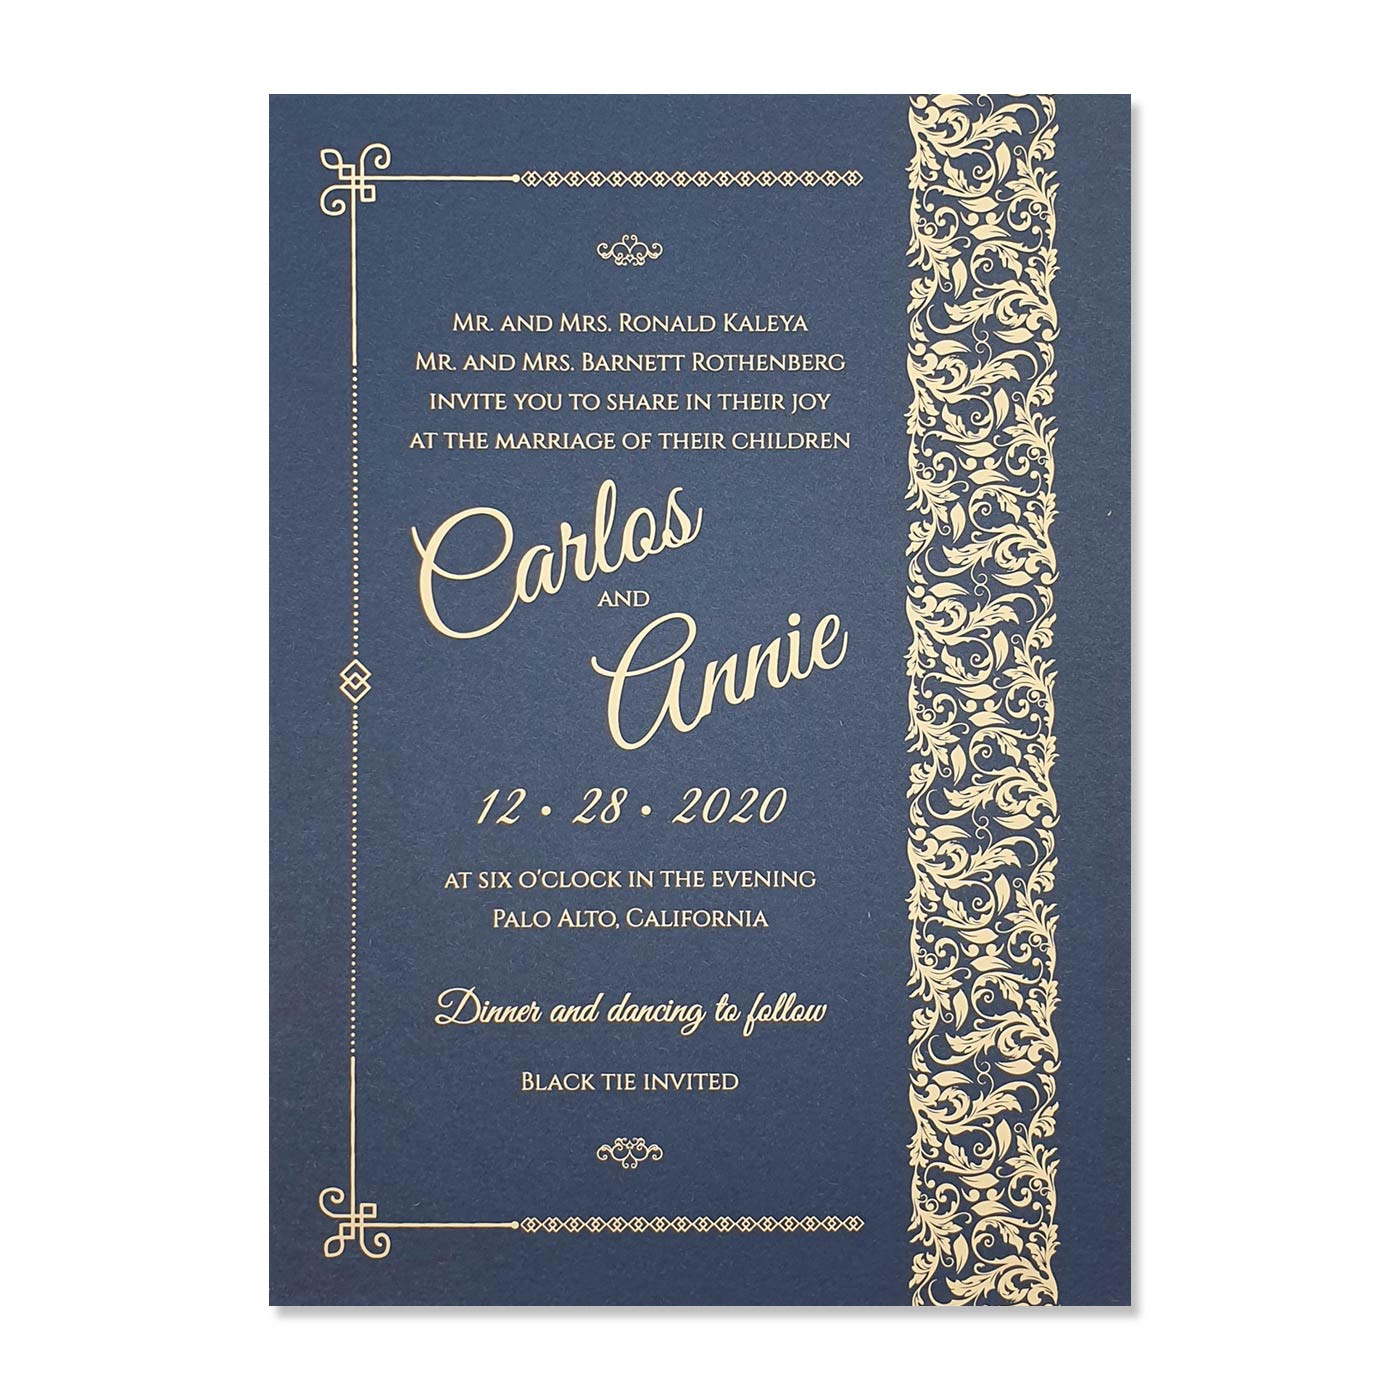 Mr. and Mrs. Ronald Kaleya
Mr. and Mrs. Barnett Rothenberg
invite you to share in their joy
at the marriage of their children
Carlos
and
Annie
12 • 28 • 2020
at six o'clock in the evening
Palo Alto, California
Dinner and dancing to follow
Black tie invited